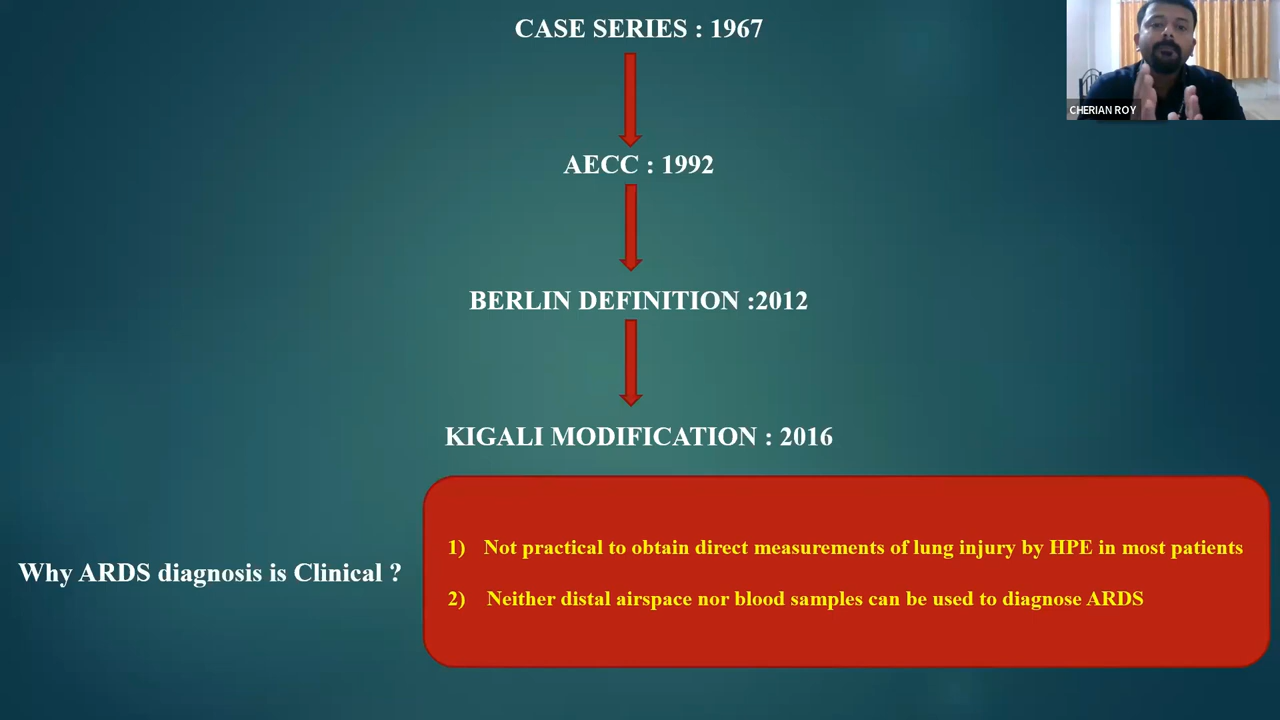 CASE SERIES : 1967
CHERIAN ROY
AECC : 1992
BERLIN DEFINITION :2012
KIGALI MODIFICATION : 2016
Why ARDS diagnosis is Clinical ?
1) Not practical to obtain direct measurements of lung injury by HPE in most patients
2) Neither distal airspace nor blood samples can be used to diagnose ARDS